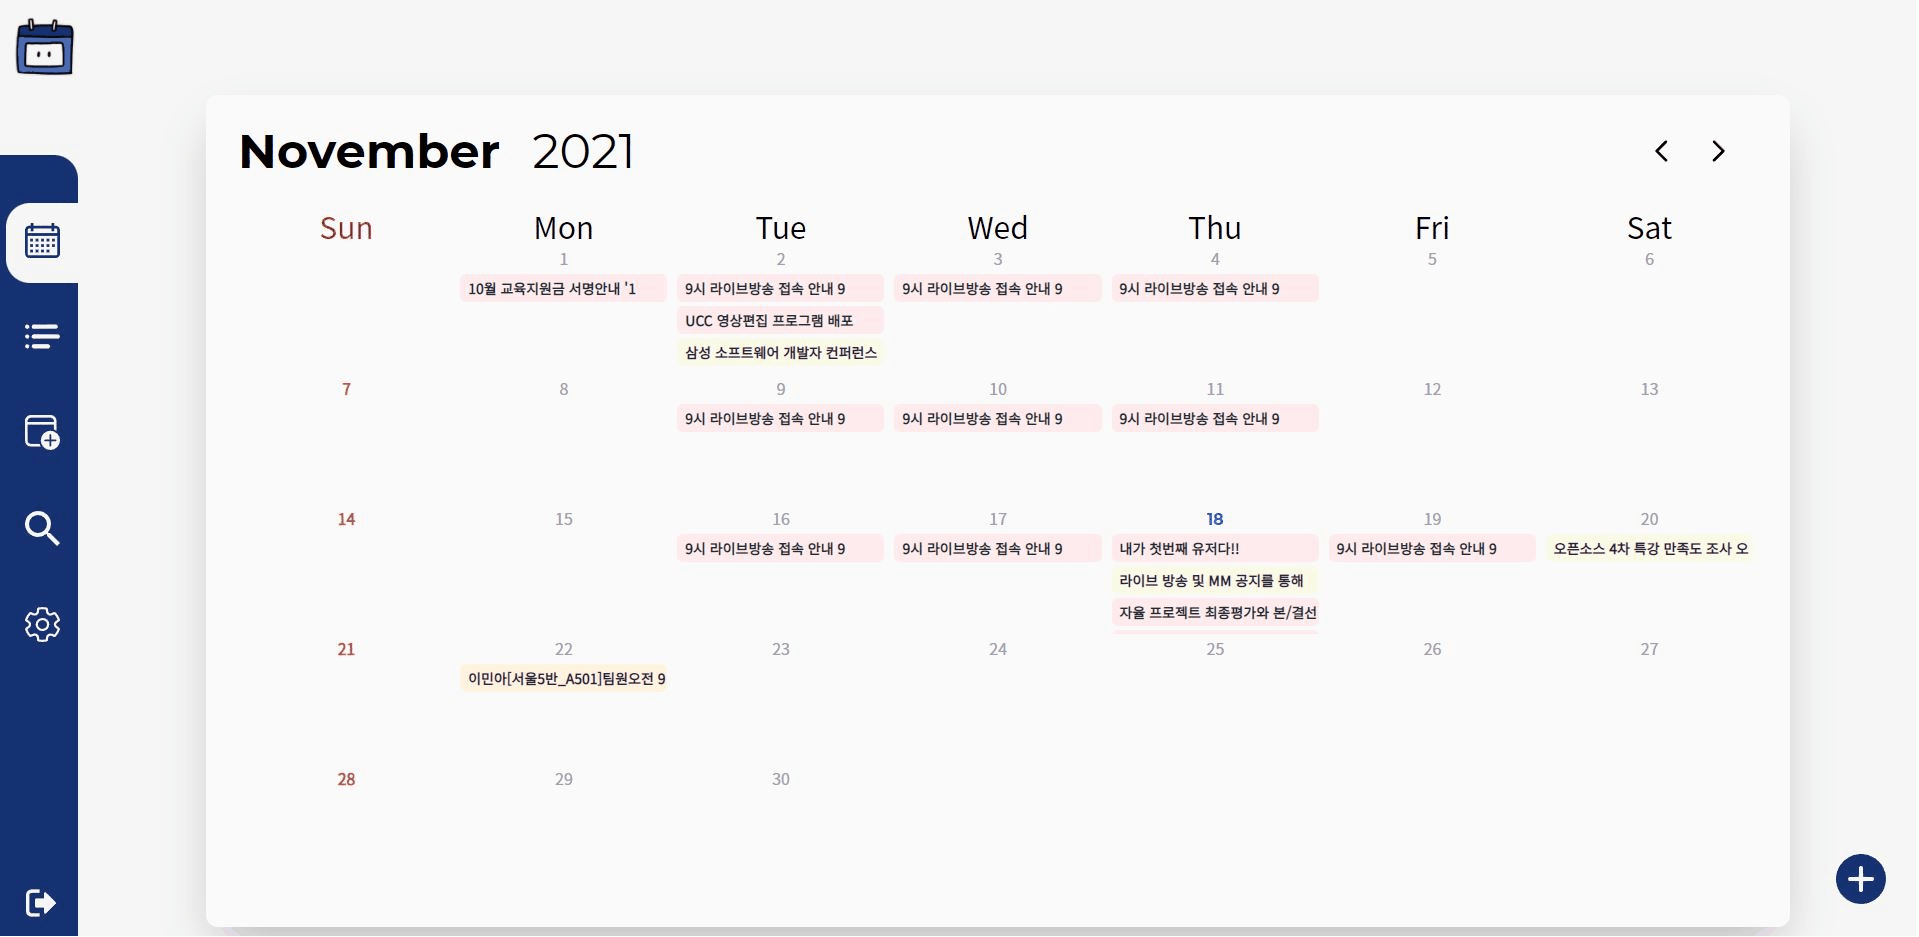 November 2021
Sun Mon Tue Wed Thu Fri Sat
1 2 3 4 5 6
10월 교육지원금 서명안내 '1
9시 라이브방송 접속 안내 9
UCC 영상편집 프로그램 배포
삼성 소프트웨어 개발자 컨퍼런스
9시 라이브방송 접속 안내 9
9시 라이브방송 접속 안내 9
7 8 9 10 11 12 13
9시 라이브방송 접속 안내 9
9시 라이브방송 접속 안내 9
9시 라이브방송 접속 안내 9
14 15 16 17 18 19 20
9시 라이브방송 접속 안내 9
9시 라이브방송 접속 안내 9
내가 첫번째 유저다!!
라이브 방송 및 MM 공지를 통해
자율 프로젝트 최종평가와 본/결선
9시 라이브방송 접속 안내 9
오픈소스 4차 특강 만족도 조사 오
21 22 23 24 25 26 27
이민아[서울5반_A501]팀원오전 9
28 29 30